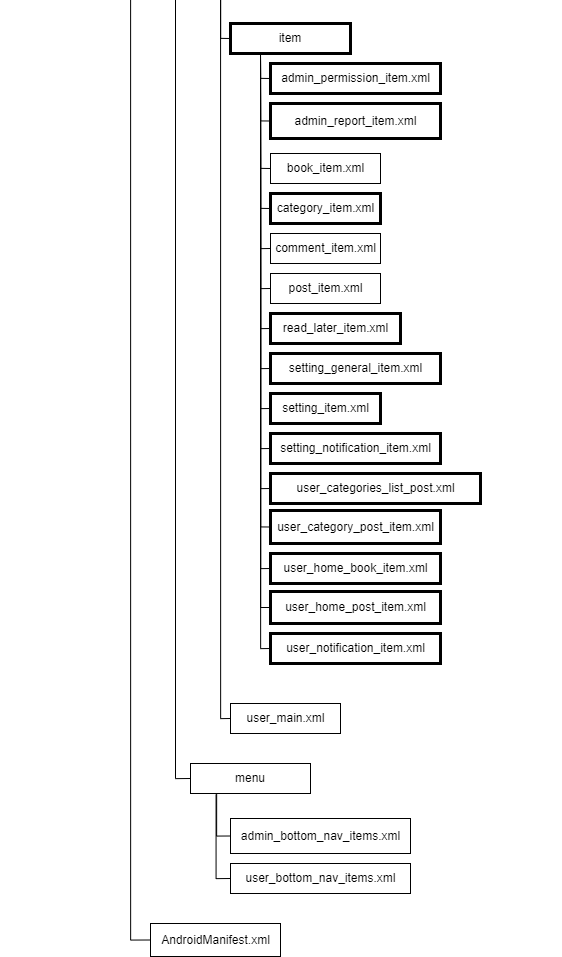 item
admin_permission_item.xml
admin_report_item.xml
book_item.xml
category_item.xml
comment_item.xml
post_item.xml
read_later_item.xml
setting_general_item.xml
setting_item.xml
setting_notification_item.xml
user_categories_list_post.xml
user_category_post_item.xml
user_home_book_item.xml
user_home_post_item.xml
user_notification_item.xml
user_main.xml
menu
admin_bottom_nav_items.xml
user_bottom_nav_items.xml
AndroidManifest.xml